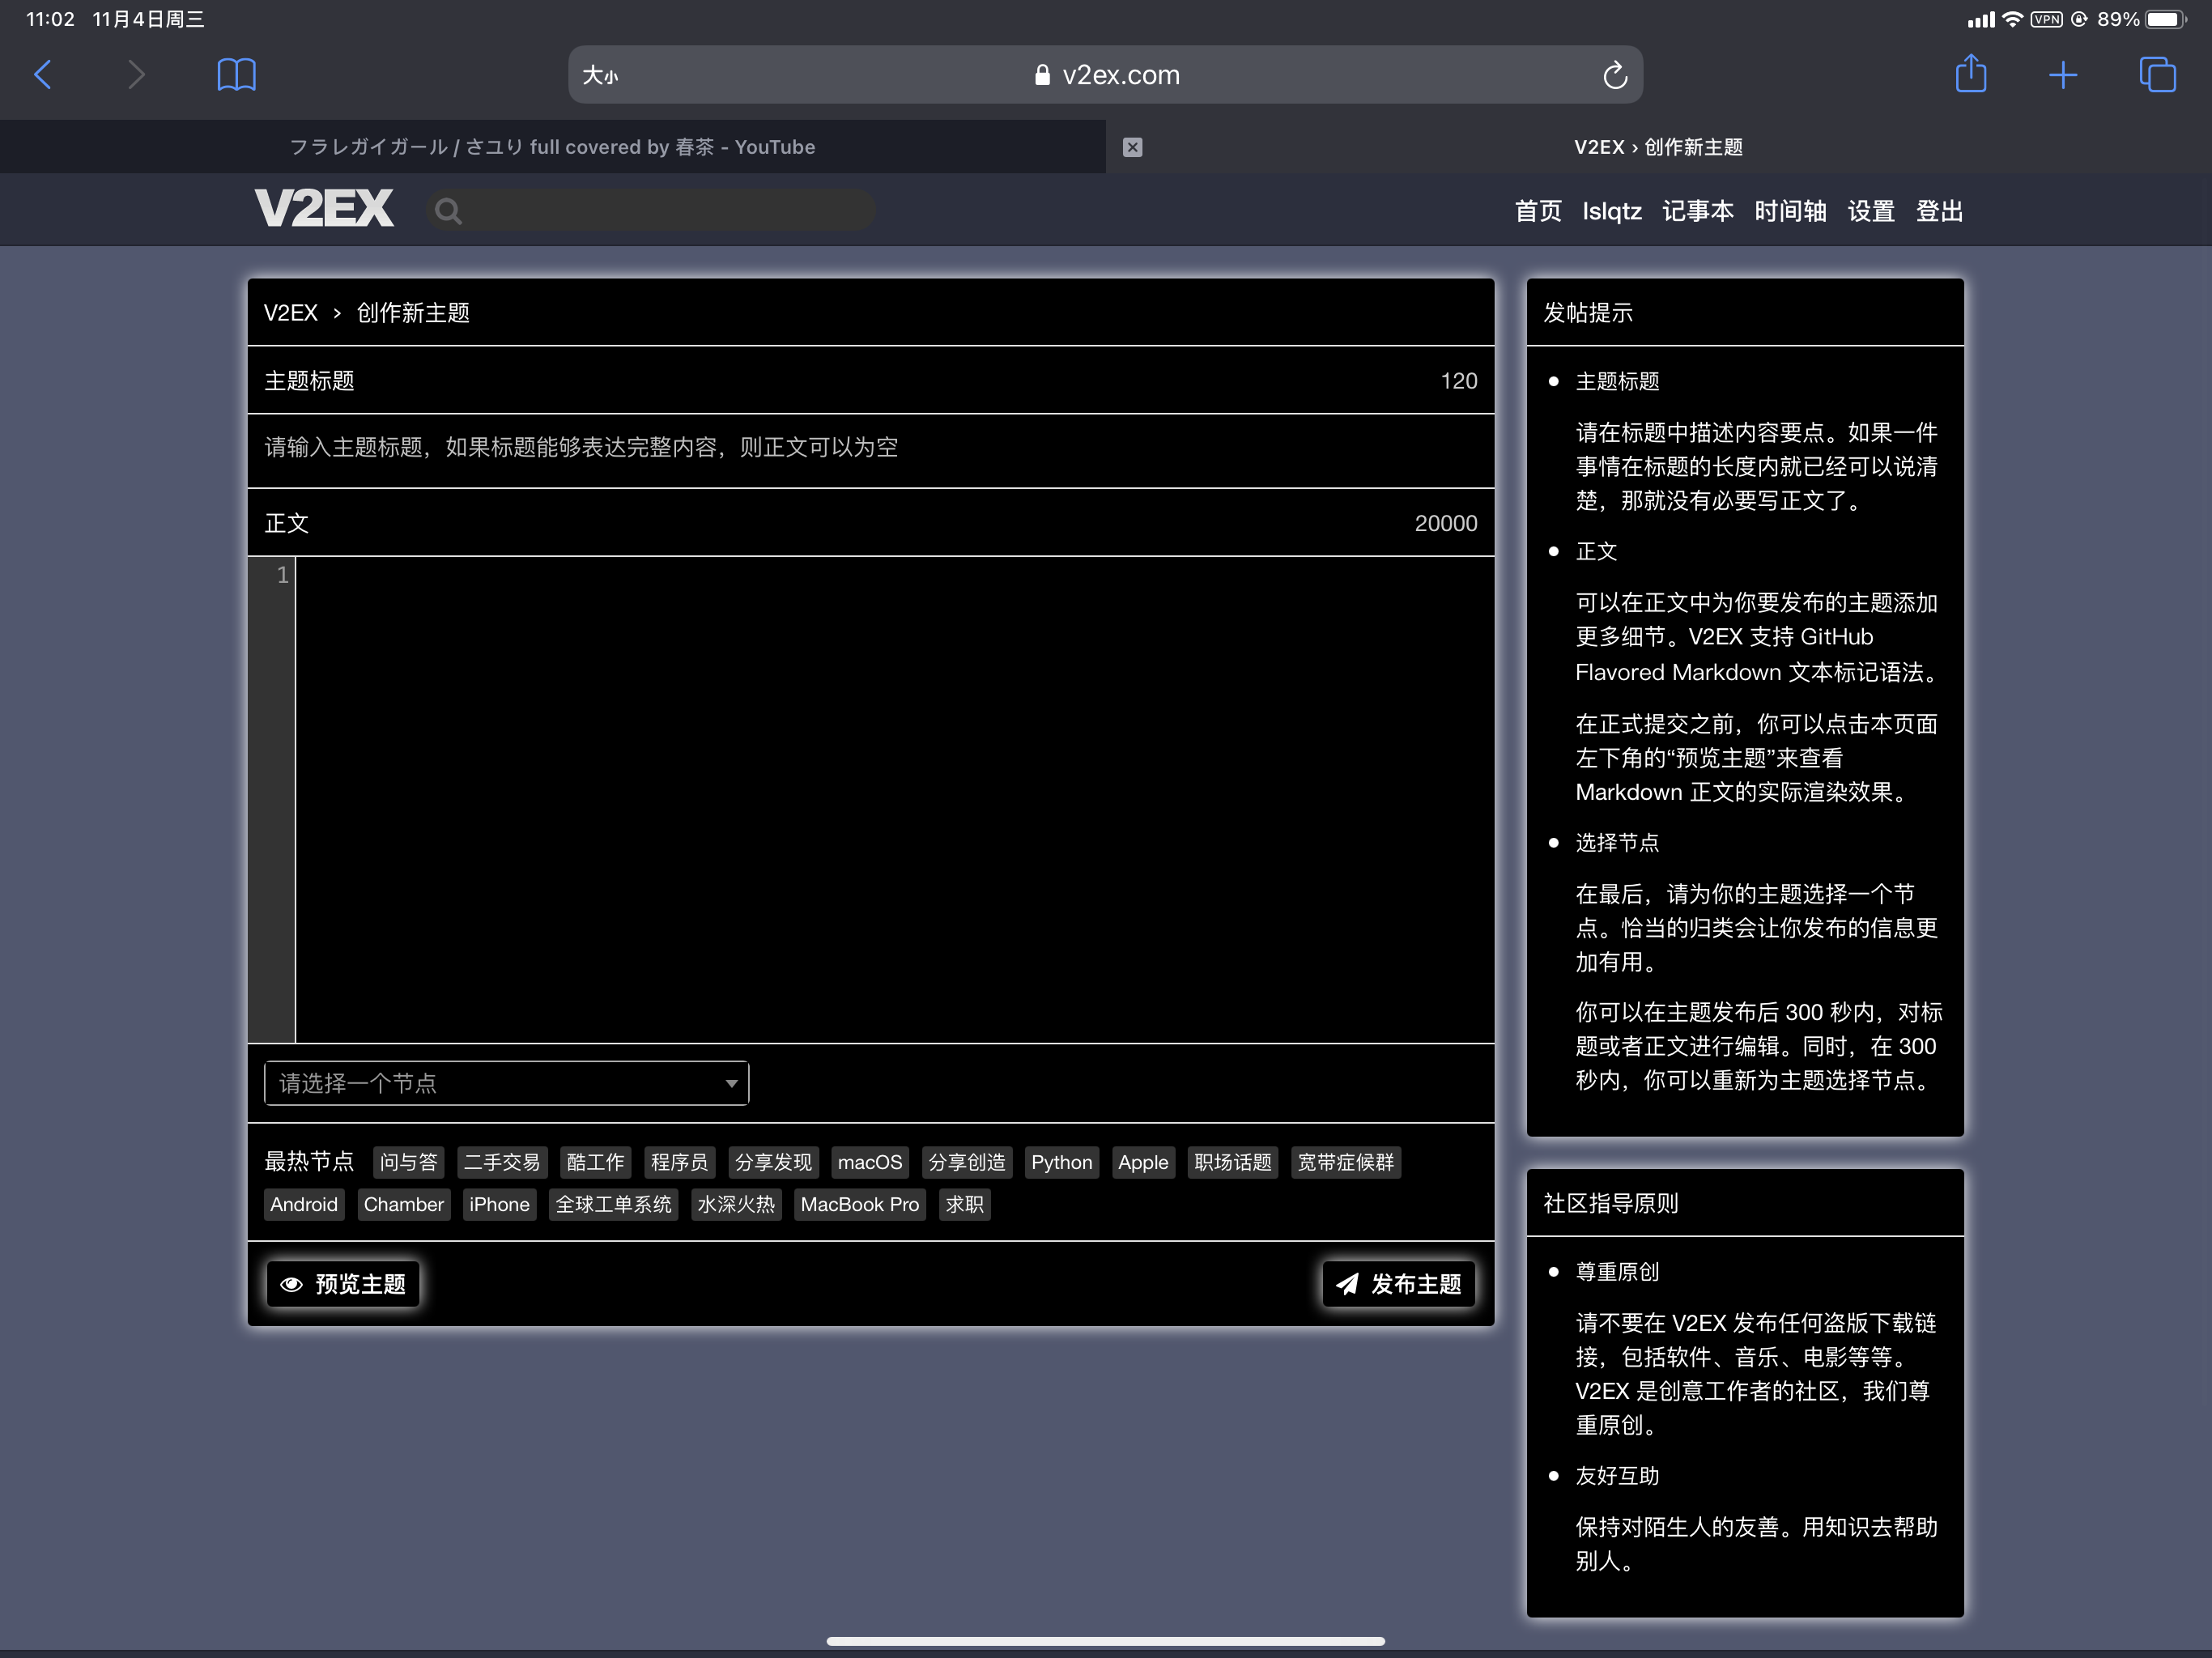 11:02 11月4日周三
VPN 89%
大小 v2ex.com
フラレガイガール / さユり full covered by 春茶 - YouTube
V2EX › 创作新主题
V2EX
首页 lslqtz 记事本 时间轴 设置 登出
V2EX › 创作新主题
主题标题 120
请输入主题标题，如果标题能够表达完整内容，则正文可以为空
正文 20000
1
请选择一个节点
最热节点 问与答 二手交易 酷工作 程序员 分享发现 macOS 分享创造 Python Apple 职场话题 宽带症候群
Android Chamber iPhone 全球工单系统 水深火热 MacBook Pro 求职
预览主题 发布主题
发帖提示
主题标题
请在标题中描述内容要点。如果一件
事情在标题的长度内就已经可以说清
楚，那就没有必要写正文了。
正文
可以在正文中为你要发布的主题添加
更多细节。V2EX 支持 GitHub
Flavored Markdown 文本标记语法。
在正式提交之前，你可以点击本页面
左下角的“预览主题”来查看
Markdown 正文的实际渲染效果。
选择节点
在最后，请为你的主题选择一个节
点。恰当的归类会让你发布的信息更
加有用。
你可以在主题发布后 300 秒内，对标
题或者正文进行编辑。同时，在 300
秒内，你可以重新为主题选择节点。
社区指导原则
尊重原创
请不要在 V2EX 发布任何盗版下载链
接，包括软件、音乐、电影等等。
V2EX 是创意工作者的社区，我们尊
重原创。
友好互助
保持对陌生人的友善。用知识去帮助
别人。